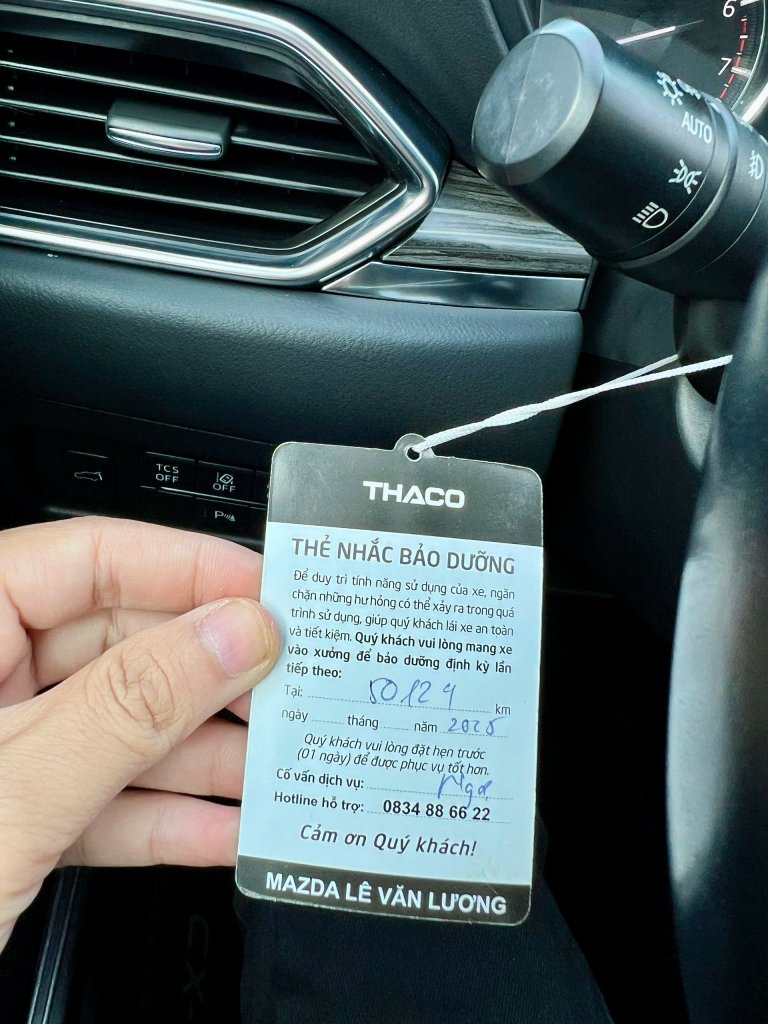 6
7
AUTO
TCS
OFF
OFF
P
THACO
THẺ NHẮC BẢO DƯỠNG
Để duy trì tính năng sử dụng của xe, ngăn
chặn những hư hỏng có thể xảy ra trong quá
trình sử dụng, giúp quý khách lái xe an toàn
và tiết kiệm. Quý khách vui lòng mang xe
vào xưởng để bảo dưỡng định kỳ lần
tiếp theo:
Tại: 50129 km
ngày ........ tháng ........ năm 2025
Quý khách vui lòng đặt hẹn trước
(01 ngày) để được phục vụ tốt hơn.
Cố vấn dịch vụ:
Hotline hỗ trợ: 0834 88 66 22
Cảm ơn Quý khách!
MAZDA LÊ VĂN LƯƠNG
CX-